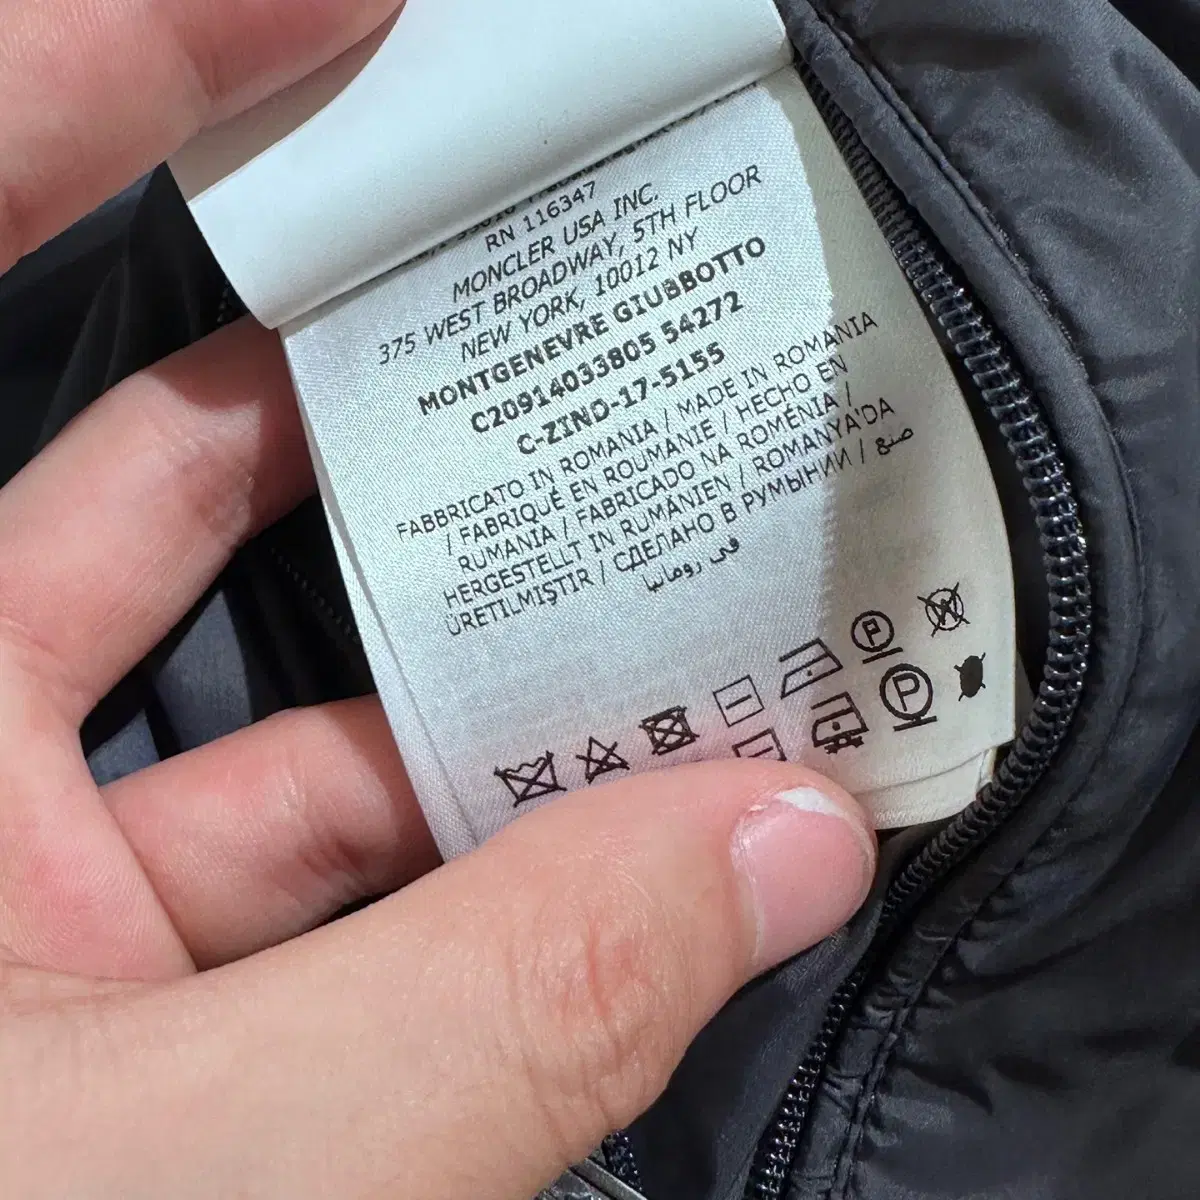 RN 116347
MONCLER USA INC.
375 WEST BROADWAY, 5TH FLOOR
NEW YORK, 10012 NY
MONTGENEVRE GIUBBOTTO
C20914033805 54272
C-ZINO-17-5155
FABBRICATO IN ROMANIA / MADE IN ROMANIA
/ FABRIQUÉ EN ROUMANIE / HECHO EN
RUMANIA / FABRICADO NA ROMÉNIA /
HERGESTELLT IN RUMÄNIEN / ROMANYA'DA
ÜRETILMIŞTIR / СДЕЛАНО В РУМЫНИИ / صنع
في رومانيا
P
W
P